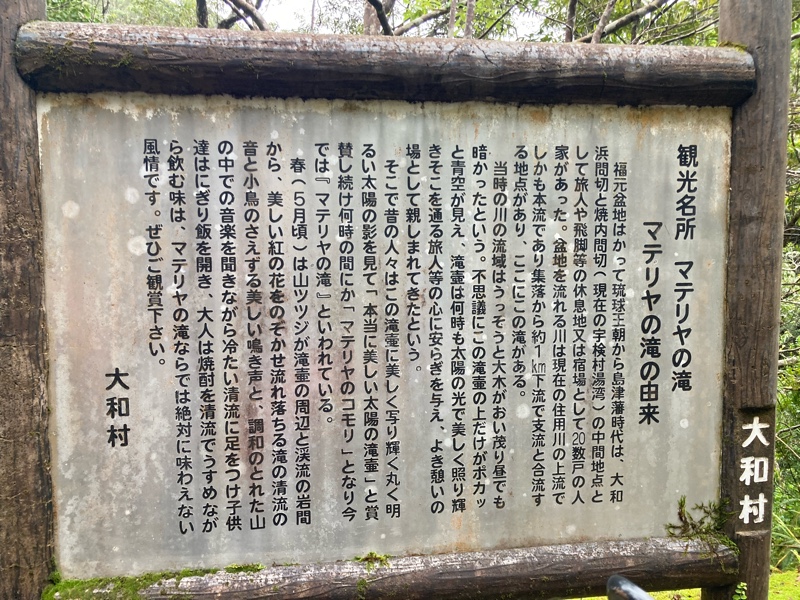 観光名所　マテリヤの滝
マテリヤの滝の由来
福元盆地はかって琉球王朝から島津藩時代は、大和
浜間切と焼内間切（現在の宇検村湯湾）の中間地点と
して旅人や飛脚等の休息地又は宿場として20数戸の人
家があった。盆地を流れる川は現在の住用川の上流で
しかも本流であり集落から約1㎞下流で支流と合流す
る地点があり、ここにこの滝がある。
当時の川の流域はうっそうと大木がおい茂り昼でも
暗かったという。不思議にこの滝壷の上だけがポカッ
と青空が見え、滝壷は何時も太陽の光で美しく照り輝
きそこを通る旅人等の心に安らぎを与え、よき憩いの
場として親しまれてきたという。
そこで昔の人々はこの滝壷に美しく写り輝く丸く明
るい太陽の影を見て「本当に美しい太陽の滝壷」と賞
賛し続け何時の間にか「マテリヤのコモリ」となり今
では『マテリヤの滝』といわれている。
春（5月頃）は山ツツジが滝壷の周辺と渓流の岩間
から、美しい紅の花をのぞかせ流れ落ちる滝の清流の
音と小鳥のさえずる美しい鳴き声と、調和のとれた山
の中での音楽を聞きながら冷たい清流に足をつけ子供
達はにぎり飯を開き、大人は焼酎を清流でうすめなが
ら飲む味は、マテリヤの滝ならでは絶対に味わえない
風情です。ぜひご観賞下さい。
大和村
大和村